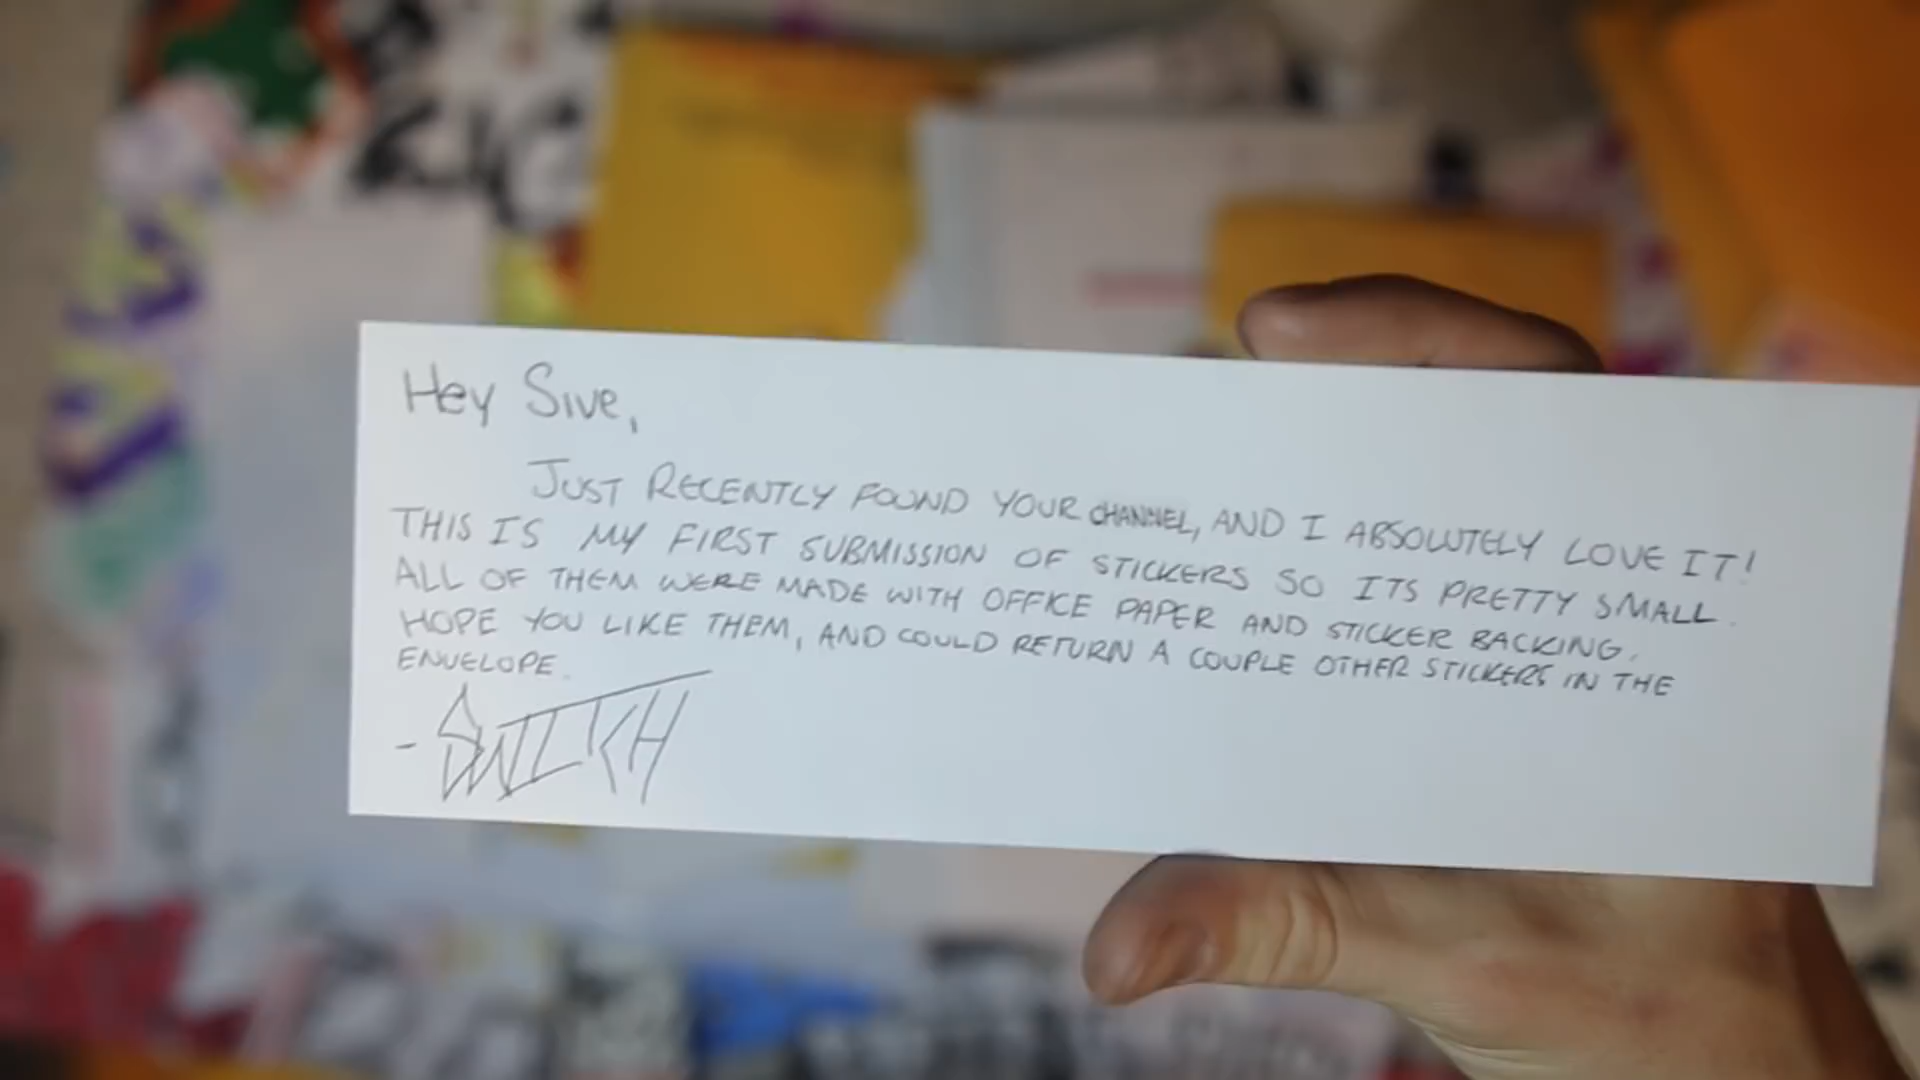 Hey Sive,
JUST RECENTLY FOUND YOUR CHANNEL, AND I ABSOLUTELY LOVE IT!
THIS IS MY FIRST SUBMISSION OF STICKERS SO ITS PRETTY SMALL.
ALL OF THEM WERE MADE WITH OFFICE PAPER AND STICKER BACKING.
HOPE YOU LIKE THEM, AND COULD RETURN A COUPLE OTHER STICKERS IN THE
ENVELOPE.